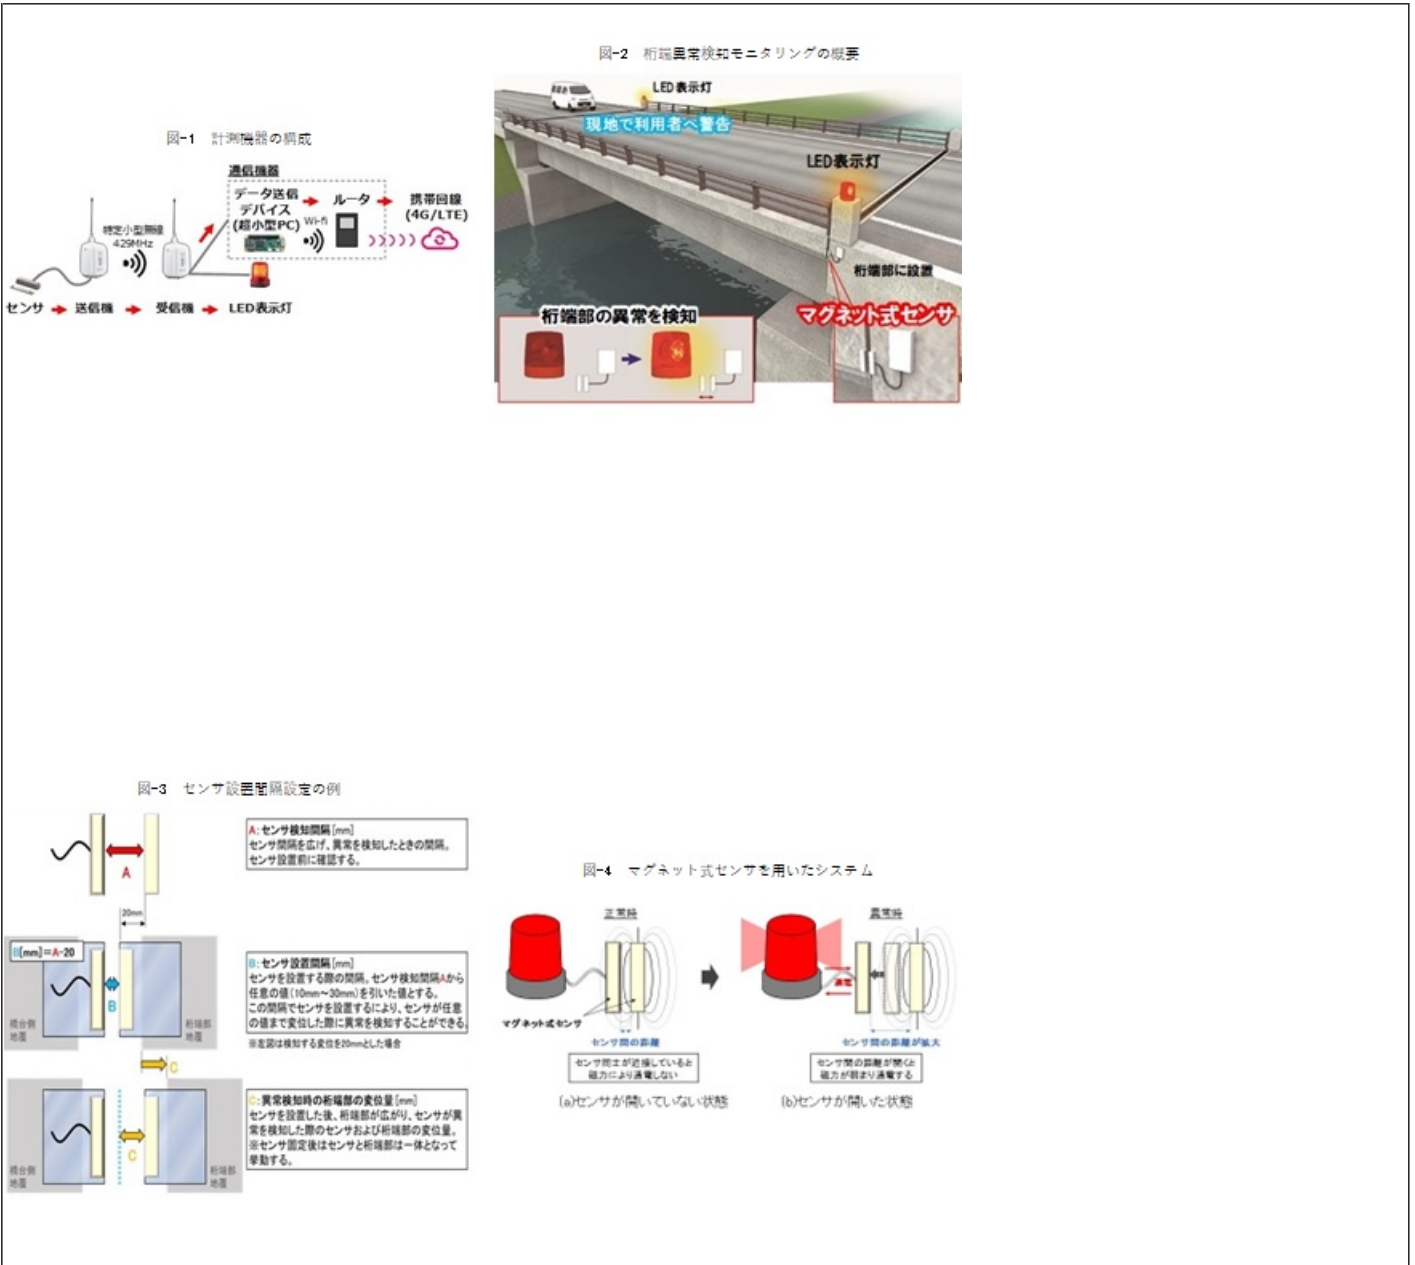 図-1　計測機器の構成
通信機器
データ送信
デバイス
(超小型PC)
ルータ
Wi-fi
携帯回線
(4G/LTE)
特定小型無線
429MHz
センサ
送信機
受信機
LED表示灯
図-2　桁端異常検知モニタリングの概要
LED表示灯
現地で利用者へ警告
LED表示灯
桁端部に設置
桁端部の異常を検知
マグネット式センサ
図-3　センサ設置間隔設定の例
A
A:センサ検知間隔[mm]
センサ間隔を広げ、異常を検知したときの間隔。
センサ設置前に確認する。
20mm
B[mm]=A-20
B
橋台側
地覆
桁端部
地覆
B:センサ設置間隔[mm]
センサを設置する際の間隔。センサ検知間隔Aから
任意の値(10mm～30mm)を引いた値とする。
この間隔でセンサを設置するにより、センサが任意
の値まで変位した際に異常を検知することができる。
※左図は検知する変位を20mmとした場合
C
C
橋台側
地覆
桁端部
地覆
C:異常検知時の桁端部の変位量[mm]
センサを設置した後、桁端部が広がり、センサが異
常を検知した際のセンサおよび桁端部の変位量。
※センサ固定後はセンサと桁端部は一体となって
挙動する。
図-4　マグネット式センサを用いたシステム
正常時
マグネット式センサ
センサ間の距離
センサ同士が近接していると
磁力により通電しない
(a)センサが開いていない状態
異常時
通電
センサ間の距離が拡大
センサ間の距離が開くと
磁力が弱まり通電する
(b)センサが開いた状態